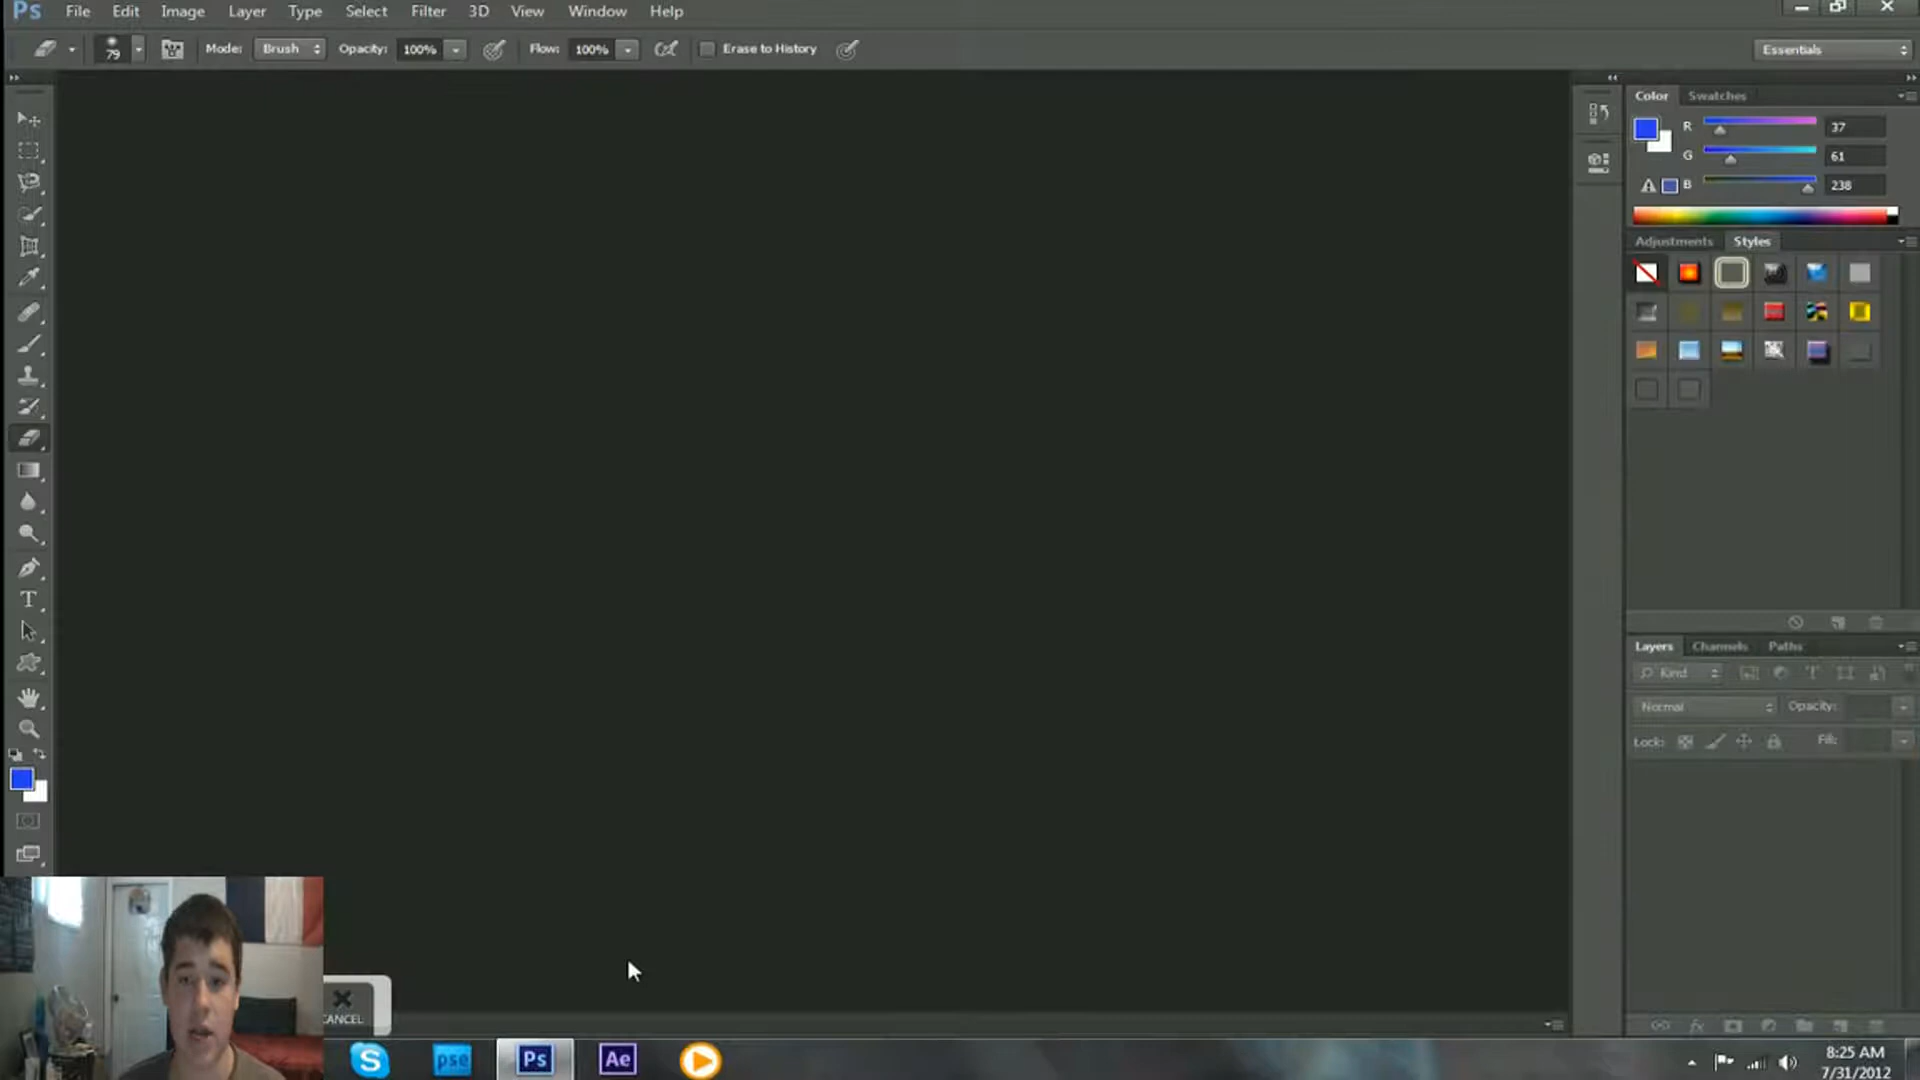 Ps File Edit Image Layer Type Select Filter 3D View Window Help
79 Mode: Brush Opacity: 100% Flow: 100% Erase to History Essentials
Color Swatches
R 37
G 61
B 238
Adjustments Styles
T
Layers Channels Paths
Kind T
Normal Opacity:
Lock: Fill:
CANCEL
S pse Ps Ae
8:25 AM
7/31/2012